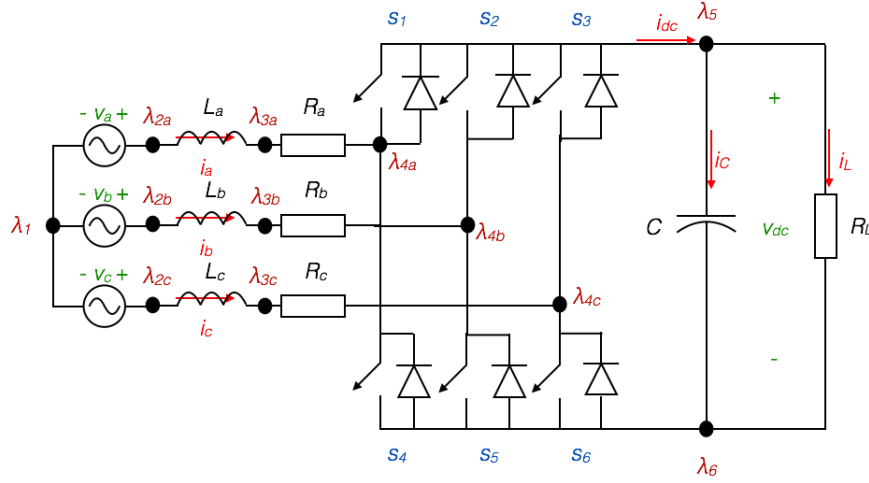 S1 S2 S3 idc λ5
- va + λ2a La λ3a Ra
ia λ4a + iC iL
- vb + λ2b Lb λ3b Rb
λ1 ib λ4b C vdc RL
- vc + λ2c Lc λ3c Rc λ4c
ic
-
S4 S5 S6 λ6